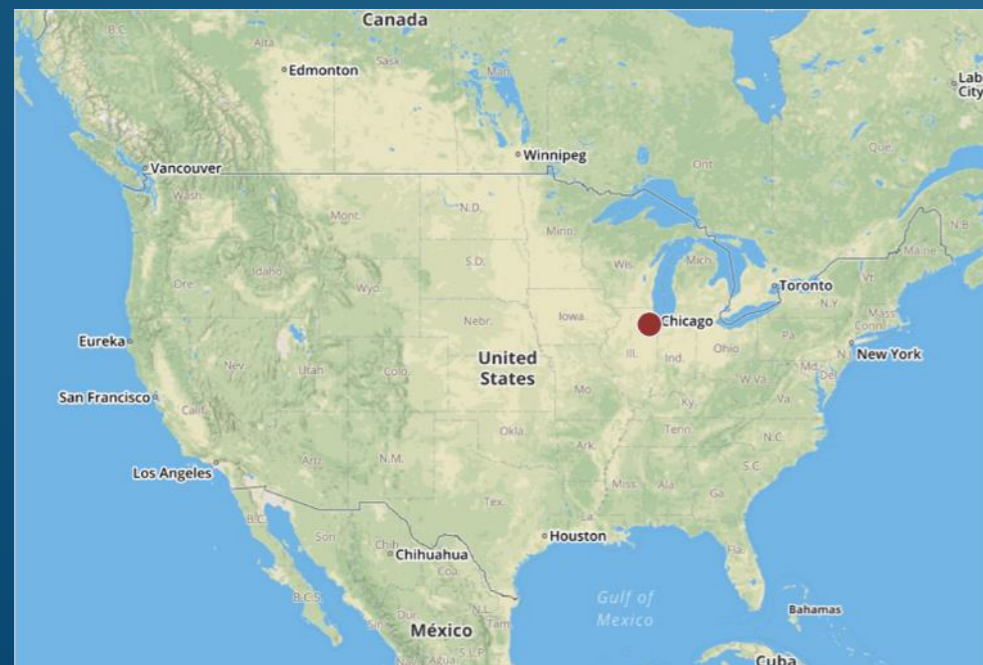 Canada
B.C.
Alta.
Sask
Man.
Edmonton
Lab
City
Winnipeg
Vancouver
Ont
Que.
Wash.
Mont.
N.D.
Minn.
N.B.
Maine
Ore.
Idaho
Wyo.
S.D.
Wis.
Mich.
Toronto
Vt.
N.Y.
Mass
Conn.
Eureka
Nev.
Utah
Colo.
Nebr.
Iowa
Chicago
Ill.
Ind.
Ohio
Pa.
N.J.
New York
United
States
San Francisco
Calif.
Mo.
Ky.
W.Va.
Va.
Md.
Del.
Los Angeles
Ariz.
N.M.
Okla.
Ark.
Tenn.
N.C.
S.C.
Miss.
Ala.
Ga.
Tex.
La.
B.C.
Son.
Chih.
Chihuahua
Coa.
Houston
Fla.
B.C.S.
Sin.
Dur.
N.L.
Tam.
Gulf of
Mexico
Bahamas
México
Nay.
Agua.
S.L.P.
Cuba